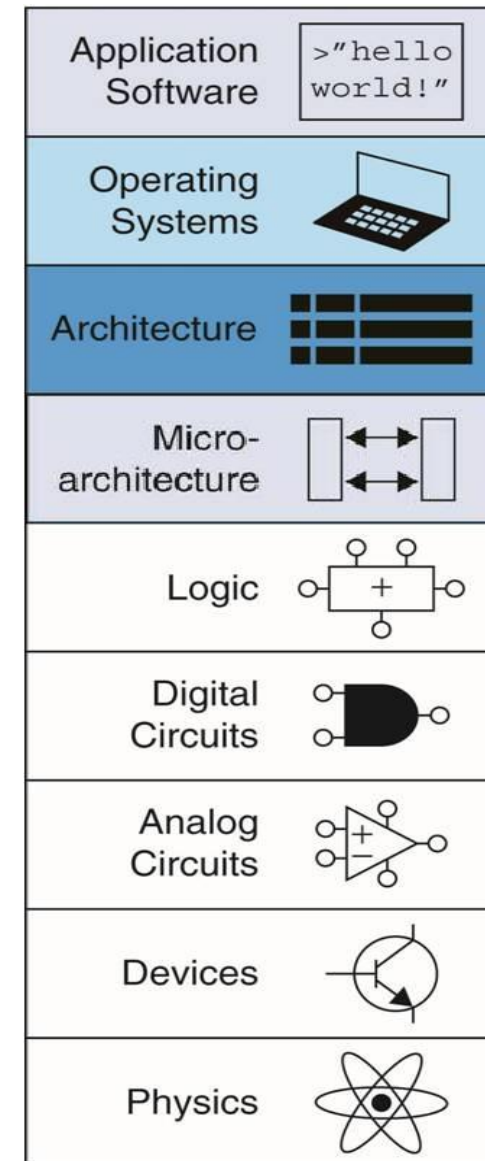 Application
Software
>"hello
world!"
Operating
Systems
Architecture
Micro-
architecture
Logic
+
Digital
Circuits
Analog
Circuits
+
−
Devices
Physics